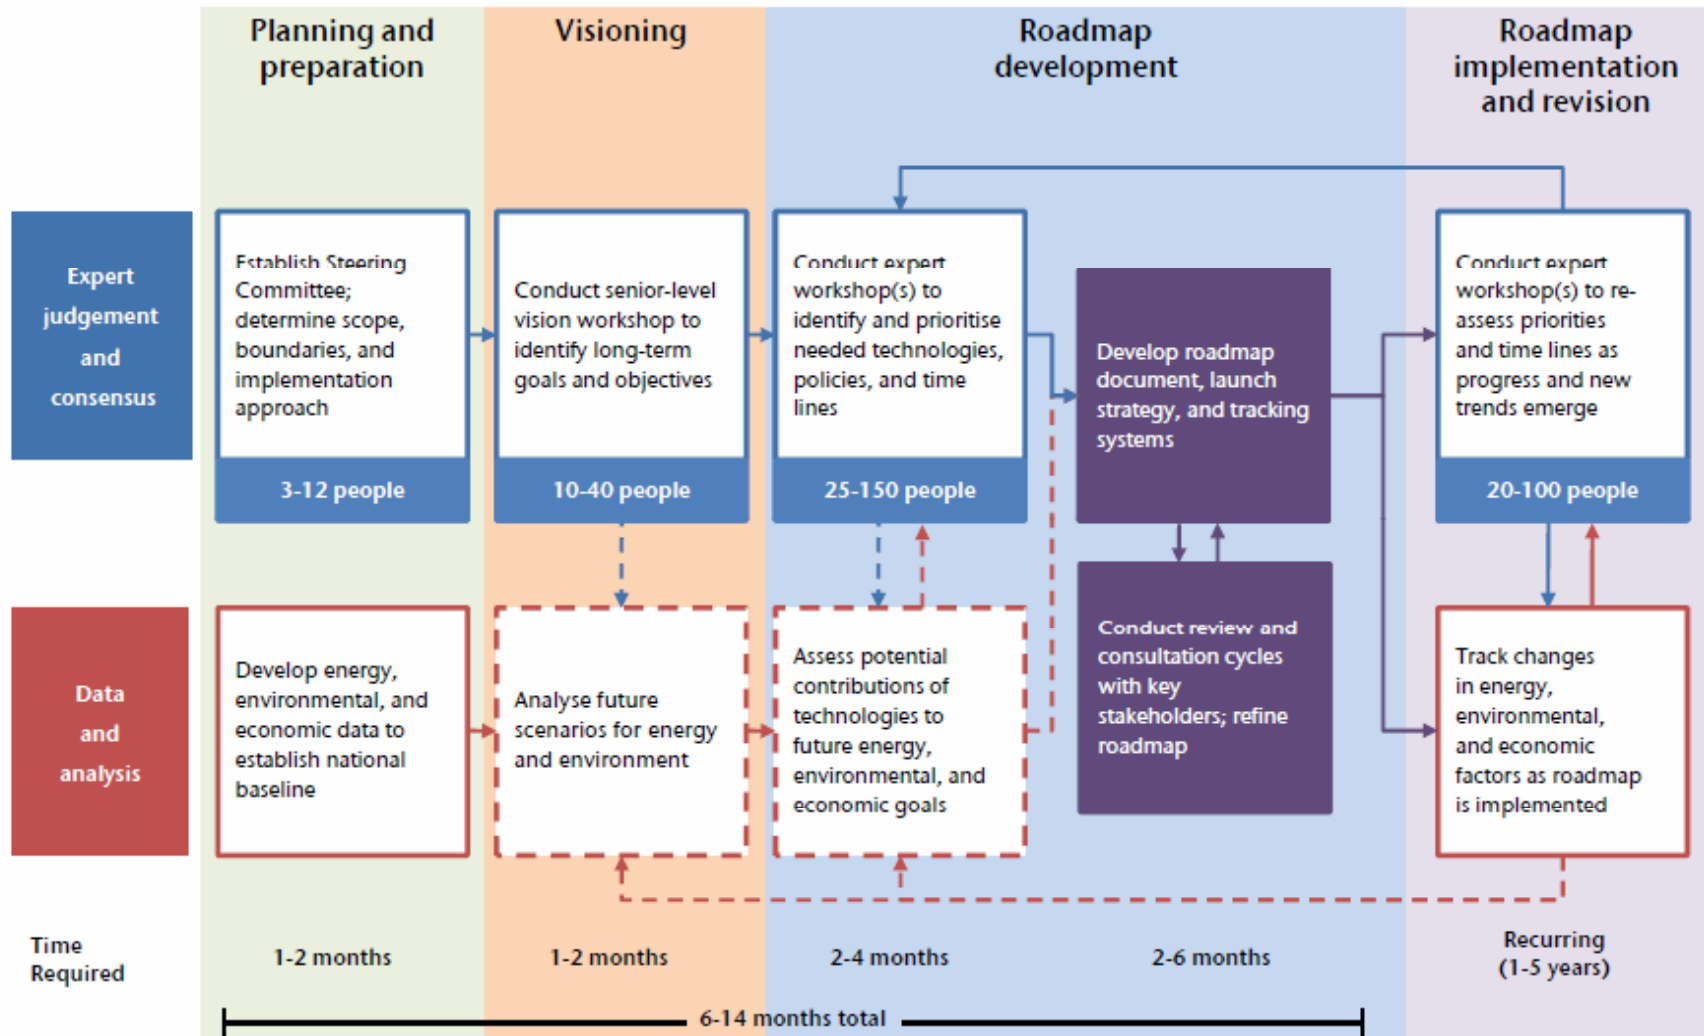 Planning and
preparation
Visioning
Roadmap
development
Roadmap
implementation
and revision
Expert
judgement
and
consensus
Establish Steering
Committee;
determine scope,
boundaries, and
implementation
approach
3-12 people
Conduct senior-level
vision workshop to
identify long-term
goals and objectives
10-40 people
Conduct expert
workshop(s) to
identify and prioritise
needed technologies,
policies, and time
lines
25-150 people
Develop roadmap
document, launch
strategy, and tracking
systems
Conduct expert
workshop(s) to re-
assess priorities
and time lines as
progress and new
trends emerge
20-100 people
Data
and
analysis
Develop energy,
environmental, and
economic data to
establish national
baseline
Analyse future
scenarios for energy
and environment
Assess potential
contributions of
technologies to
future energy,
environmental, and
economic goals
Conduct review and
consultation cycles
with key
stakeholders; refine
roadmap
Track changes
in energy,
environmental,
and economic
factors as roadmap
is implemented
Time
Required
1-2 months
1-2 months
2-4 months
2-6 months
Recurring
(1-5 years)
6-14 months total